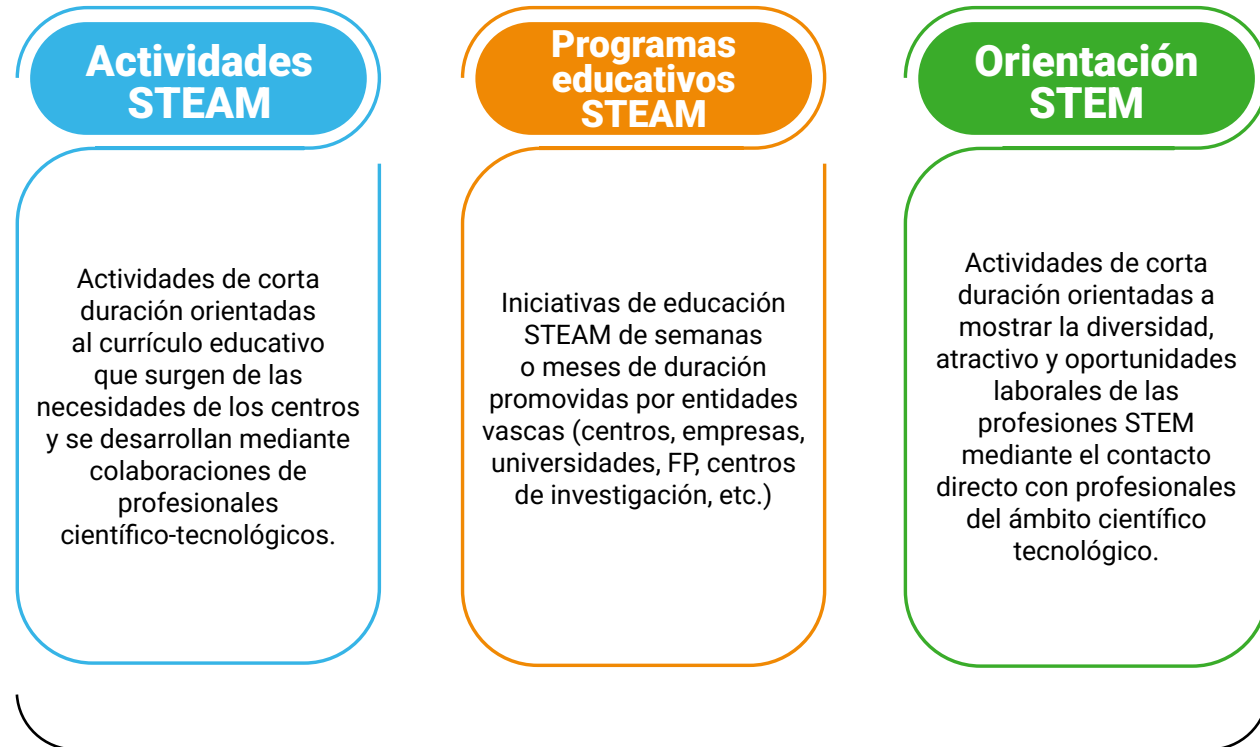 Actividades
STEAM
Actividades de corta
duración orientadas
al currículo educativo
que surgen de las
necesidades de los centros
y se desarrollan mediante
colaboraciones de
profesionales
científico-tecnológicos.
Programas
educativos
STEAM
Iniciativas de educación
STEAM de semanas
o meses de duración
promovidas por entidades
vascas (centros, empresas,
universidades, FP, centros
de investigación, etc.)
Orientación
STEM
Actividades de corta
duración orientadas a
mostrar la diversidad,
atractivo y oportunidades
laborales de las
profesiones STEM
mediante el contacto
directo con profesionales
del ámbito científico
tecnológico.